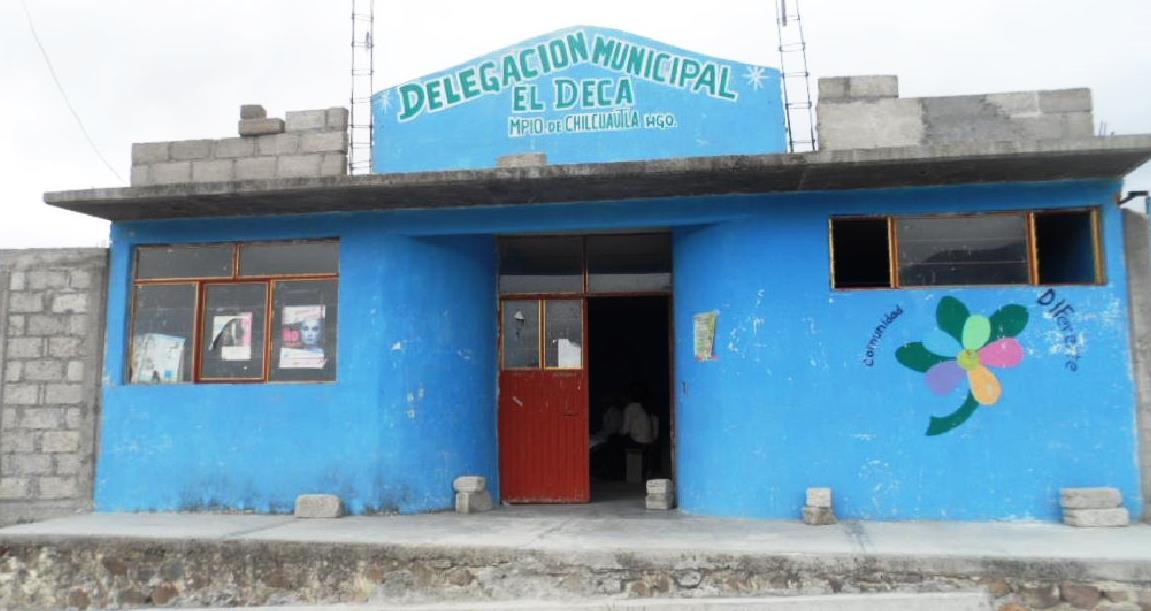 DELEGACION MUNICIPAL
EL DECA
MPIO DE CHILCUAUTLA HGO.
comunidad
Diferente